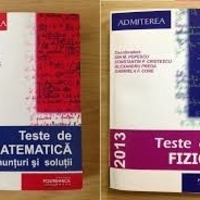 Teste de
MATEMATICĂ
enunțuri și soluții
POLITEHNICA
ADMITEREA
Coordonatori
ION M. POPESCU
CONSTANTIN P. CRISTESCU
ALEXANDRU PREDA
GABRIELA F. CONE
2013
Teste
FIZIC
POLITEHNICA